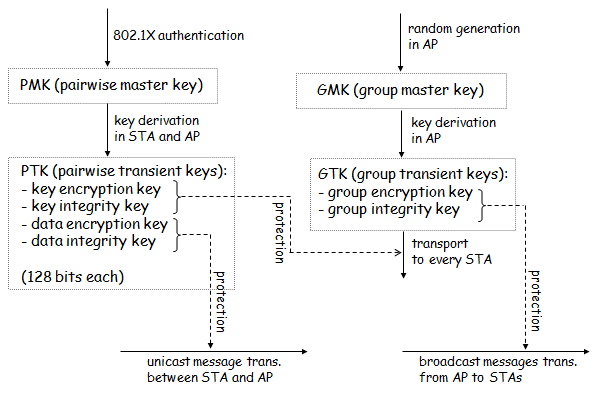 802.1X authentication
PMK (pairwise master key)
key derivation
in STA and AP
PTK (pairwise transient keys):
- key encryption key
- key integrity key
- data encryption key
- data integrity key
(128 bits each)
protection
unicast message trans.
between STA and AP
random generation
in AP
GMK (group master key)
key derivation
in AP
GTK (group transient keys):
- group encryption key
- group integrity key
protection
transport
to every STA
protection
broadcast messages trans.
from AP to STAs